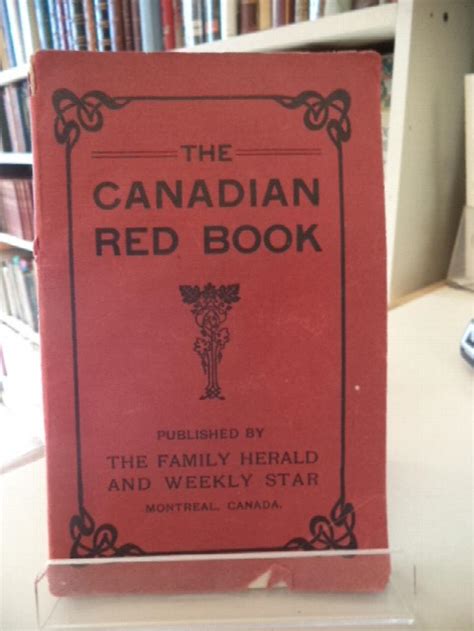 THE
CANADIAN
RED BOOK
PUBLISHED BY
THE FAMILY HERALD
AND WEEKLY STAR
MONTREAL, CANADA.